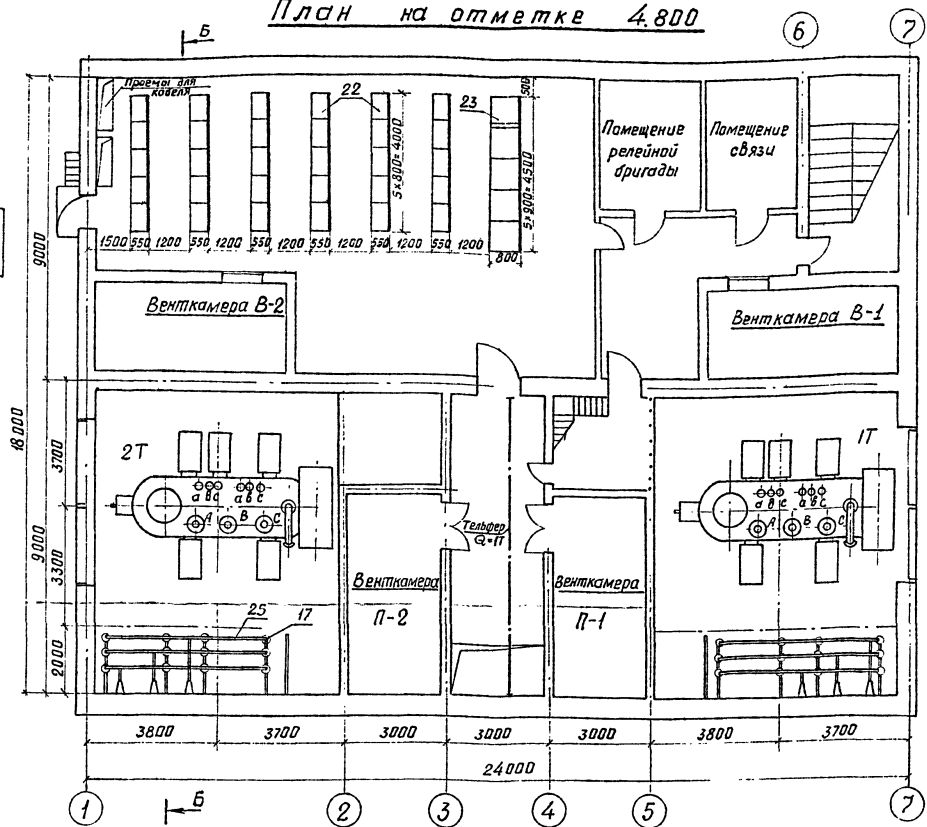 План на отметке 4.800
Б
6
7
Проемы для
кабеля
22
23
500
5×800=4000
5×900=4500
Помещение
релейной
бригады
Помещение
связи
1500 550 1200 550 1200 550 1200 550 1200 550 1200 550 1200
800
9000
18000
Венткамера В-2
Венткамера В-1
2Т
1Т
3700
9000
3300
2000
а в с а в с
А В С
а в с а в с
А В С
Тельфер
Q=1т
Венткамера
П-2
Венткамера
П-1
25
17
3800 3700 3000 3000 3000 3800 3700
24000
1
Б
2
3
4
5
7